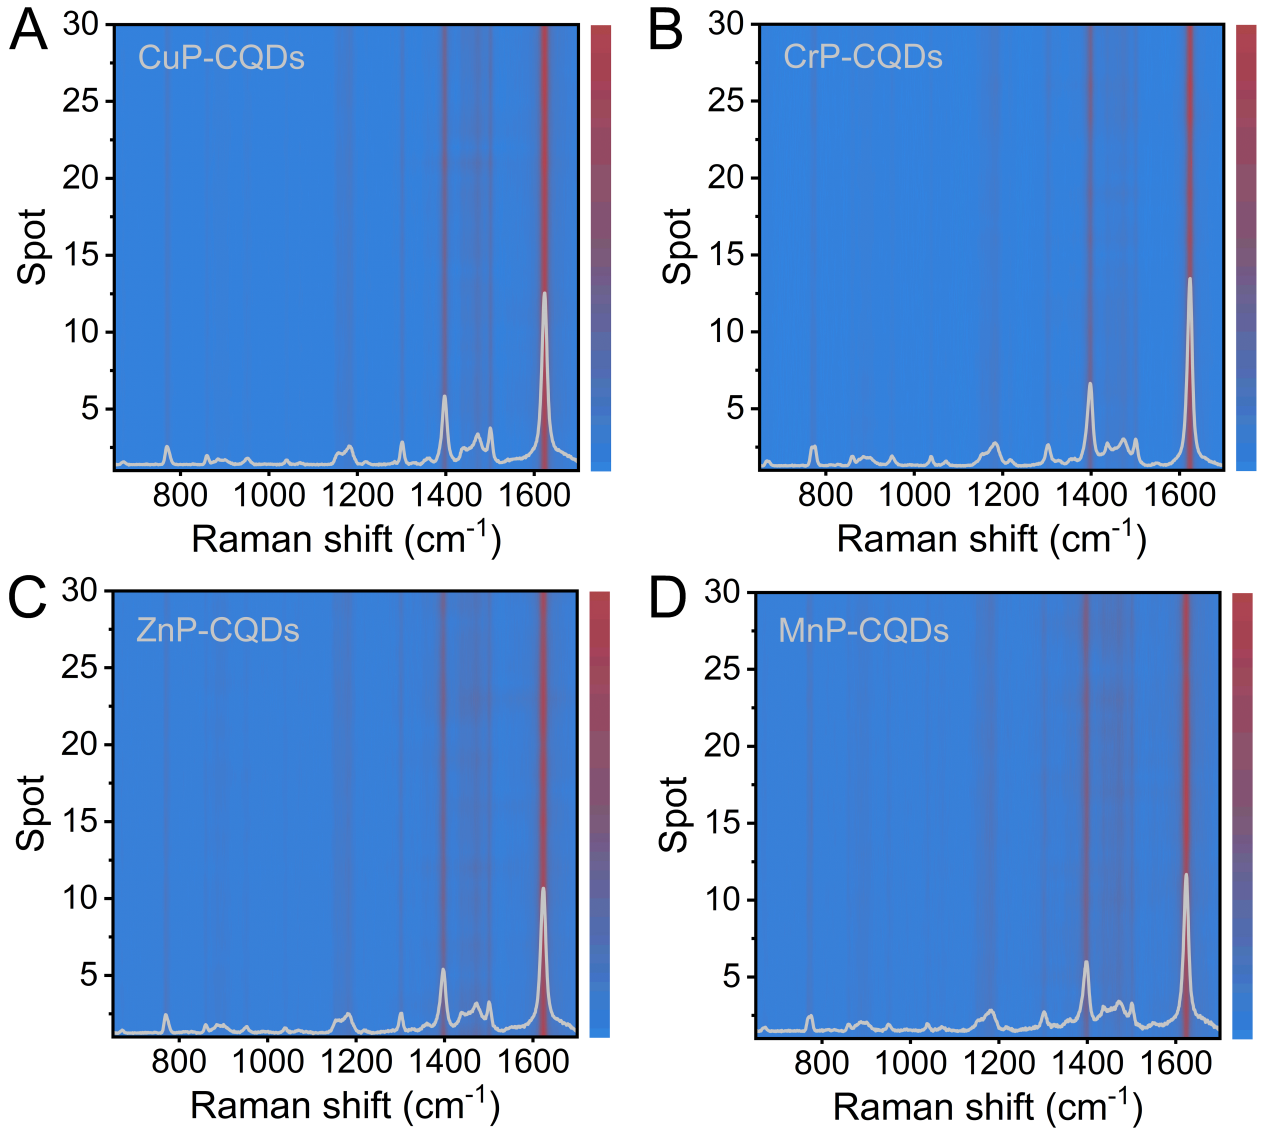 A
CuP-CQDs
30
25
20
15
10
5
Spot
800 1000 1200 1400 1600
Raman shift (cm-1)
B
CrP-CQDs
30
25
20
15
10
5
Spot
800 1000 1200 1400 1600
Raman shift (cm-1)
C
ZnP-CQDs
30
25
20
15
10
5
Spot
800 1000 1200 1400 1600
Raman shift (cm-1)
D
MnP-CQDs
30
25
20
15
10
5
Spot
800 1000 1200 1400 1600
Raman shift (cm-1)